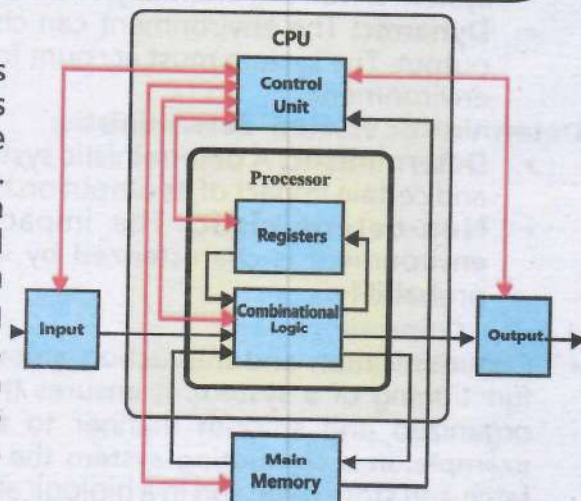 CPU
Control
Unit
Processor
Registers
Combinational
Logic
Input
Output
Main
Memory